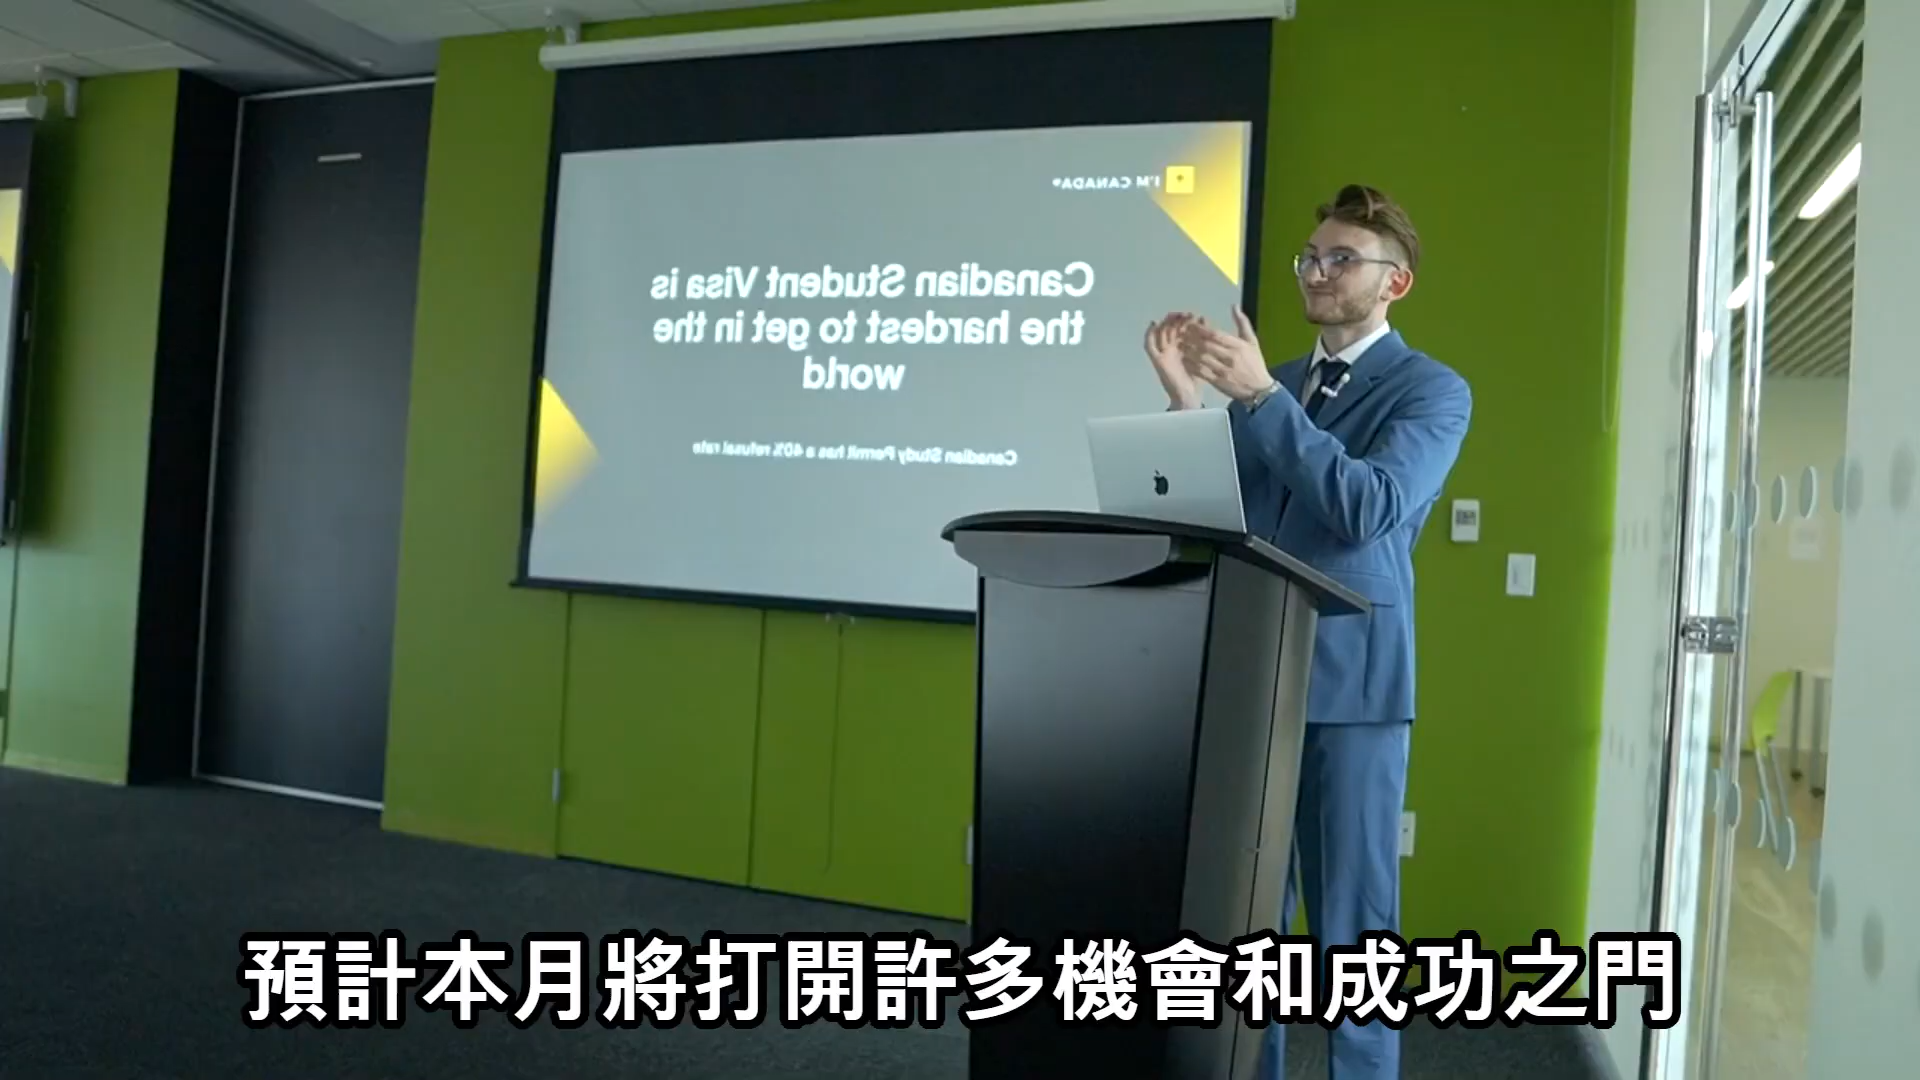 I'M CANADA
Canadian Student Visa is
the hardest to get in the
world
Canadian Study Permit has a 40% refusal rate
預計本月將打開許多機會和成功之門